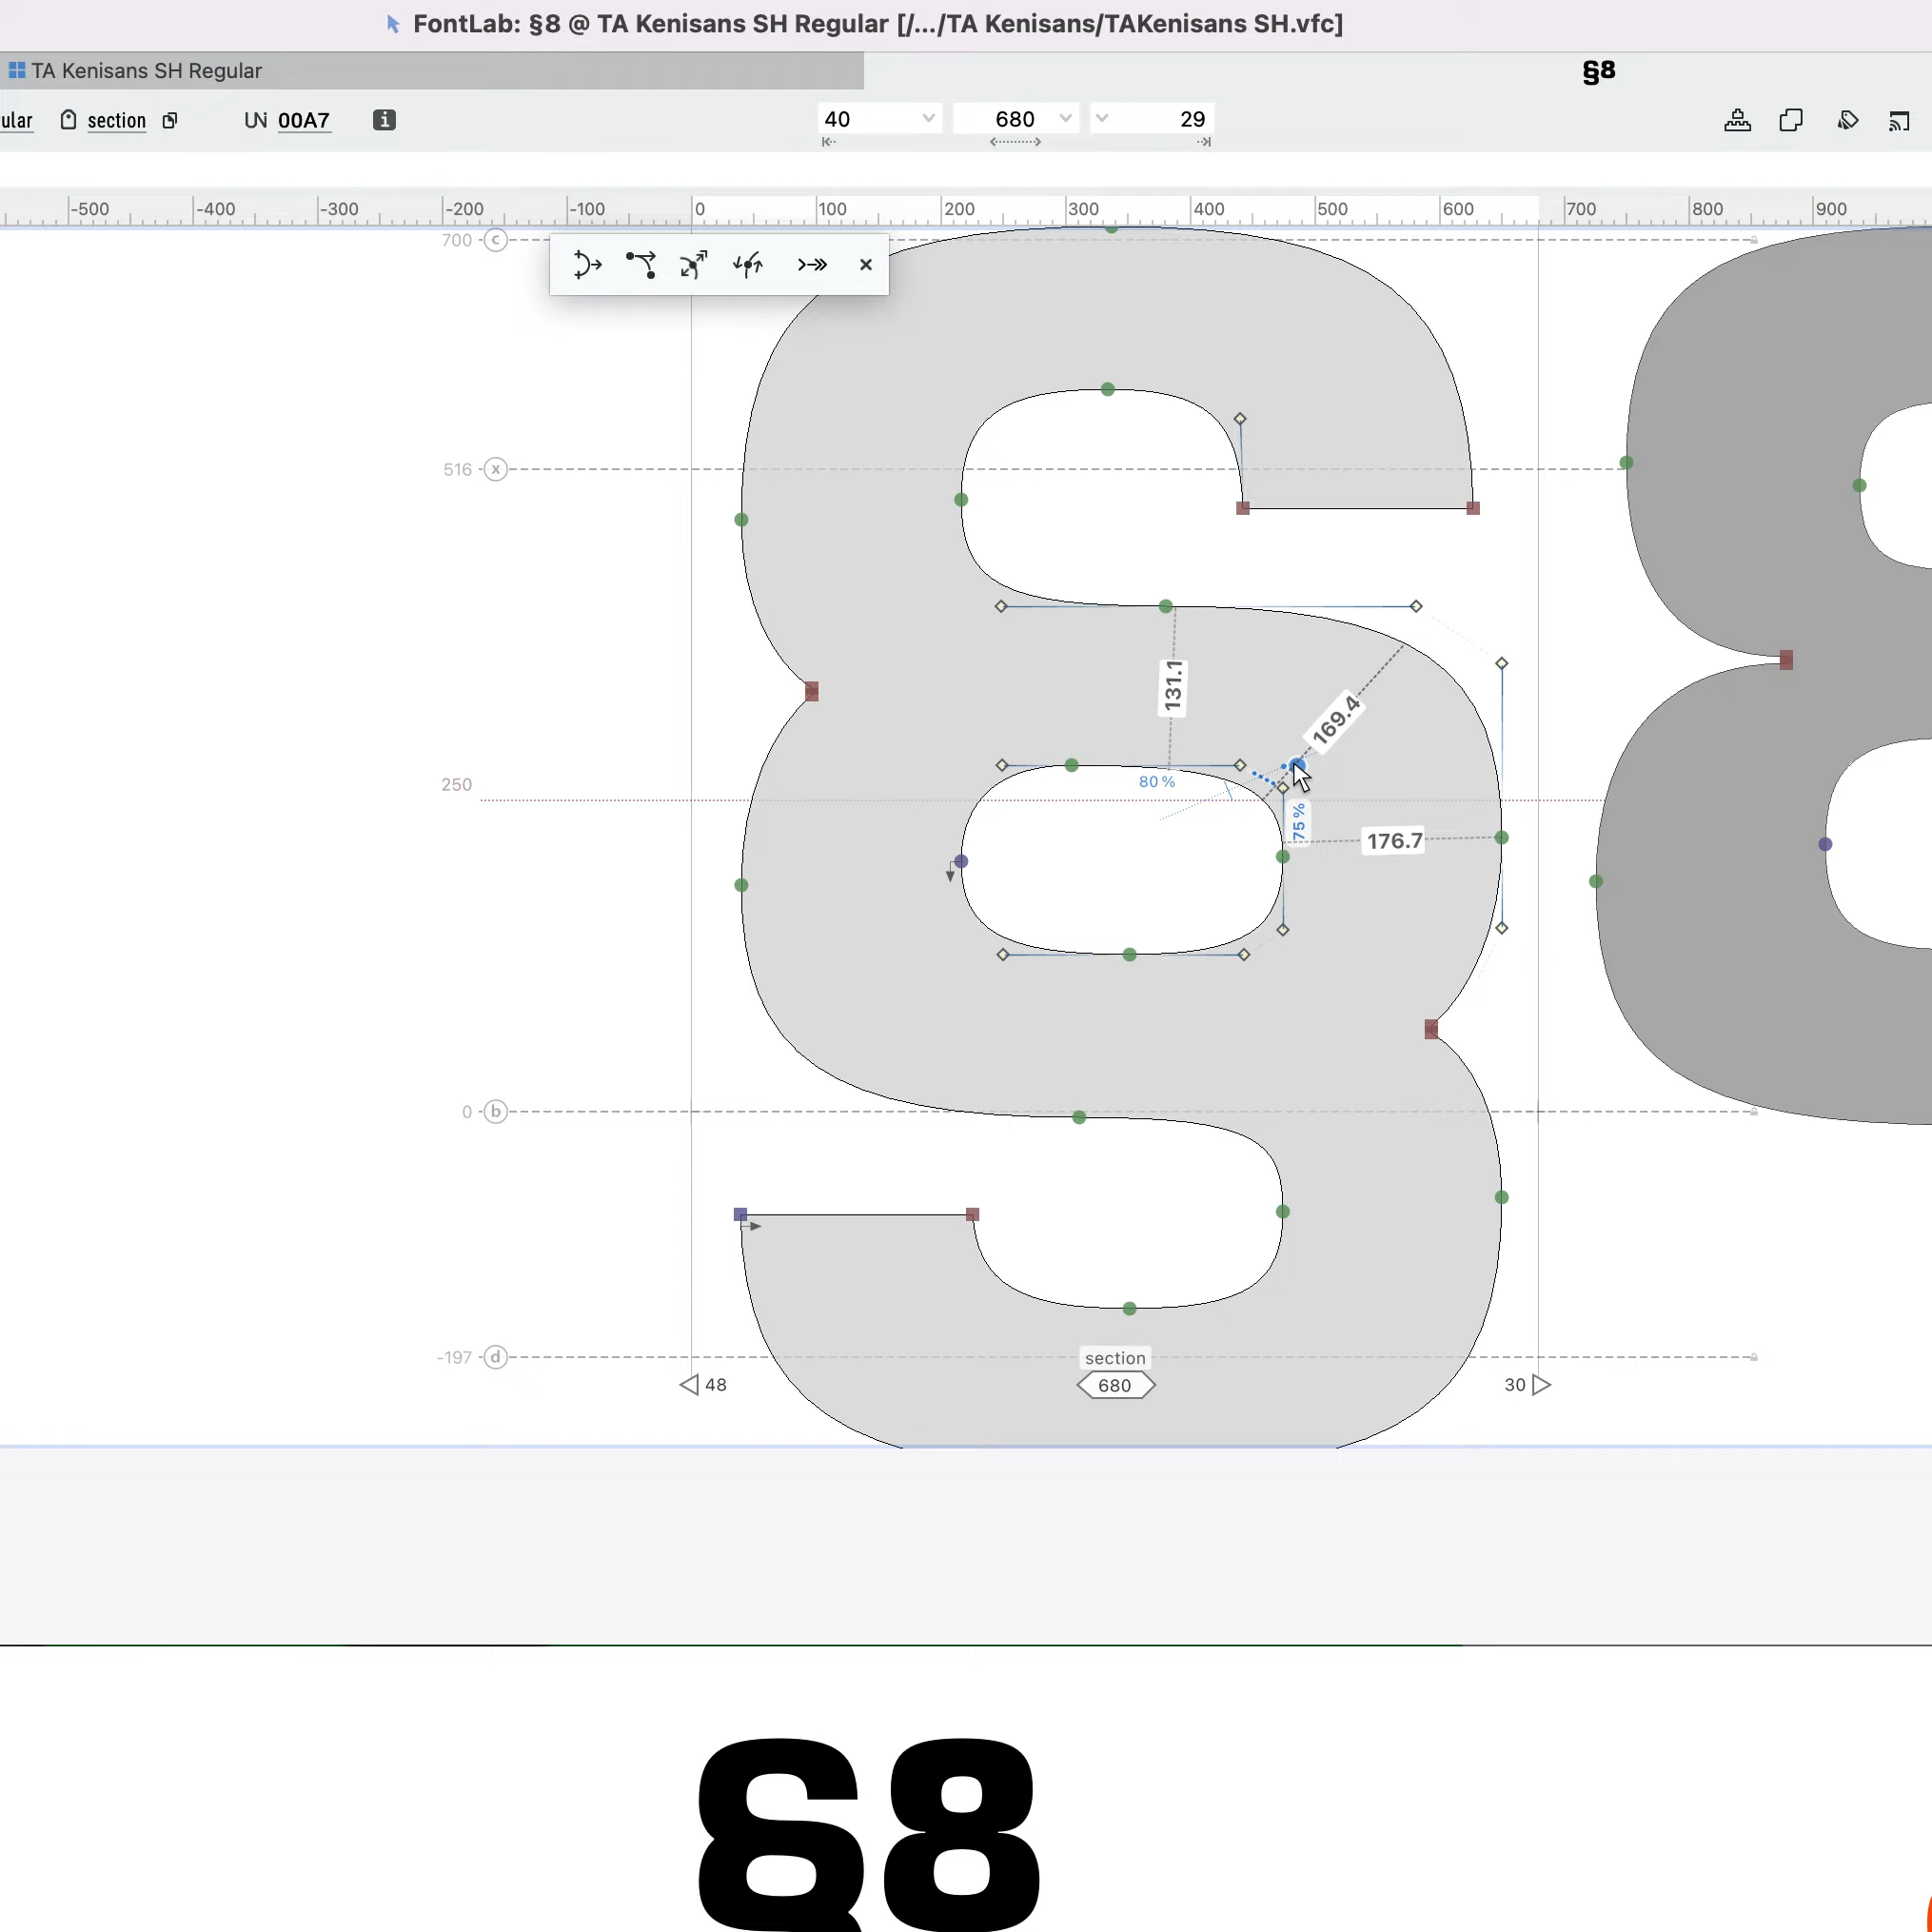 FontLab: §8 @ TA Kenisans SH Regular [/.../TA Kenisans/TAKenisans SH.vfc]
TA Kenisans SH Regular
§8
ular
section
UN 00A7
i
40
680
29
-500 -400 -300 -200 -100 0 100 200 300 400 500 600 700 800 900
700 c
516 x
131.1
169.4
80 %
250
75 %
176.7
0 b
-197 d
section
48
680
30
§8